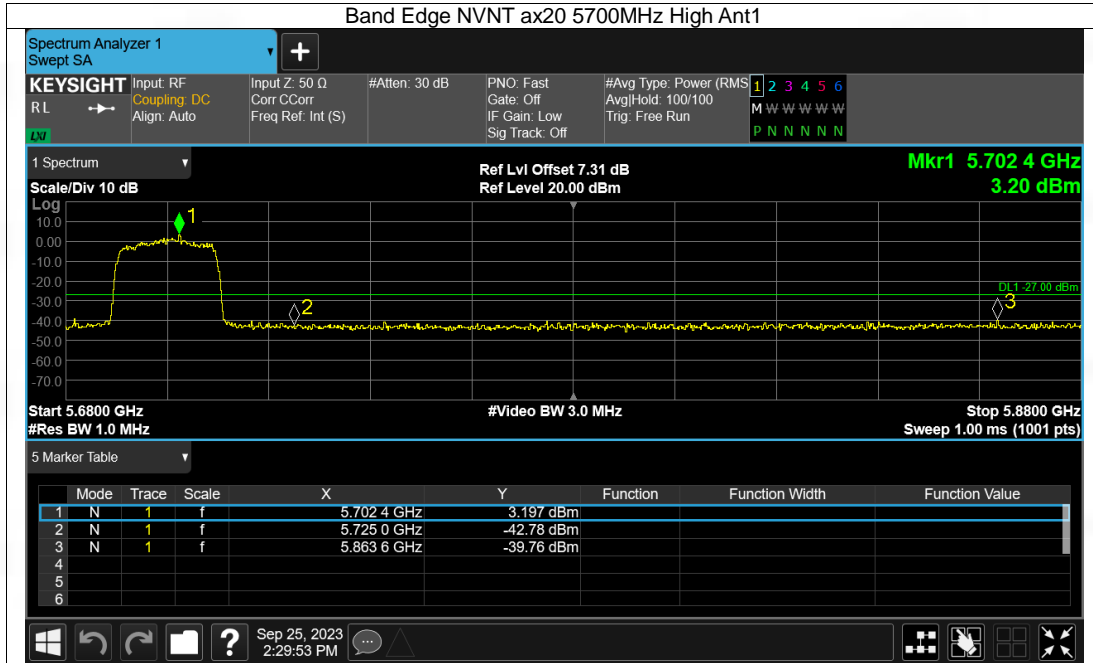 Band Edge NVNT ax20 5700MHz High Ant1
Spectrum Analyzer 1
Swept SA
+
KEYSIGHT Input: RF Input Z: 50 Ω #Atten: 30 dB PNO: Fast #Avg Type: Power (RMS 1 2 3 4 5 6
RL Coupling: DC Corr CCorr Gate: Off Avg|Hold: 100/100 M W W W W W
Align: Auto Freq Ref: Int (S) IF Gain: Low Trig: Free Run
LXI Sig Track: Off P N N N N N
1 Spectrum Ref Lvl Offset 7.31 dB Mkr1 5.702 4 GHz
Scale/Div 10 dB Ref Level 20.00 dBm 3.20 dBm
Log
10.0 1
0.00
-10.0
-20.0
DL1 -27.00 dBm
-30.0 2 3
-40.0
-50.0
-60.0
-70.0
Start 5.6800 GHz #Video BW 3.0 MHz Stop 5.8800 GHz
#Res BW 1.0 MHz Sweep 1.00 ms (1001 pts)
5 Marker Table
Mode Trace Scale X Y Function Function Width Function Value
1 N 1 f 5.702 4 GHz 3.197 dBm
2 N 1 f 5.725 0 GHz -42.78 dBm
3 N 1 f 5.863 6 GHz -39.76 dBm
4
5
6
? Sep 25, 2023
2:29:53 PM